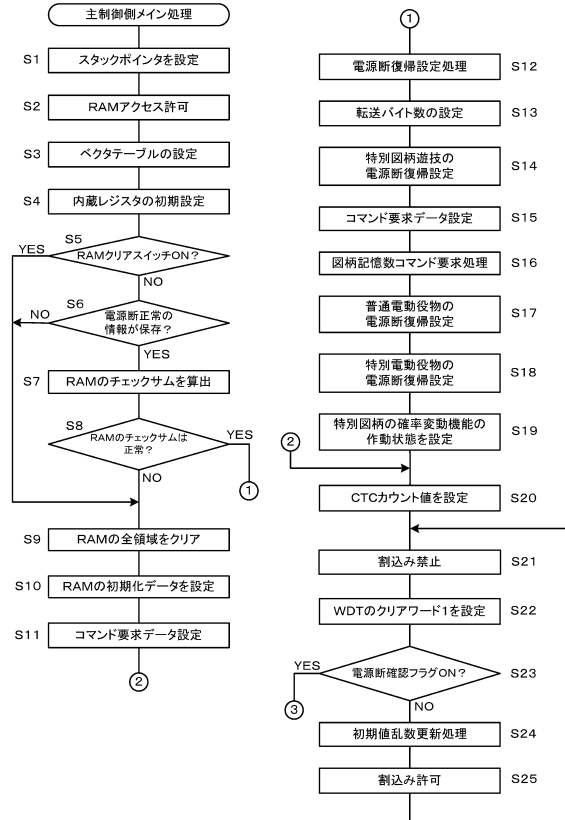 主制御側メイン処理
S1 スタックポインタを設定
S2 RAMアクセス許可
S3 ベクタテーブルの設定
S4 内蔵レジスタの初期設定
S5
YES
RAMクリアスイッチON？
NO
S6
NO
電源断正常の
情報が保存？
YES
S7 RAMのチェックサムを算出
S8
RAMのチェックサムは
正常？
YES
①
NO
S9 RAMの全領域をクリア
S10 RAMの初期化データを設定
S11 コマンド要求データ設定
②
①
電源断復帰設定処理 S12
転送バイト数の設定 S13
特別図柄遊技の
電源断復帰設定 S14
コマンド要求データ設定 S15
図柄記憶数コマンド要求処理 S16
普通電動役物の
電源断復帰設定 S17
特別電動役物の
電源断復帰設定 S18
特別図柄の確率変動機能の
作動状態を設定 S19
②
CTCカウント値を設定 S20
割込み禁止 S21
WDTのクリアワード1を設定 S22
YES
電源断確認フラグON？ S23
③
NO
初期値乱数更新処理 S24
割込み許可 S25